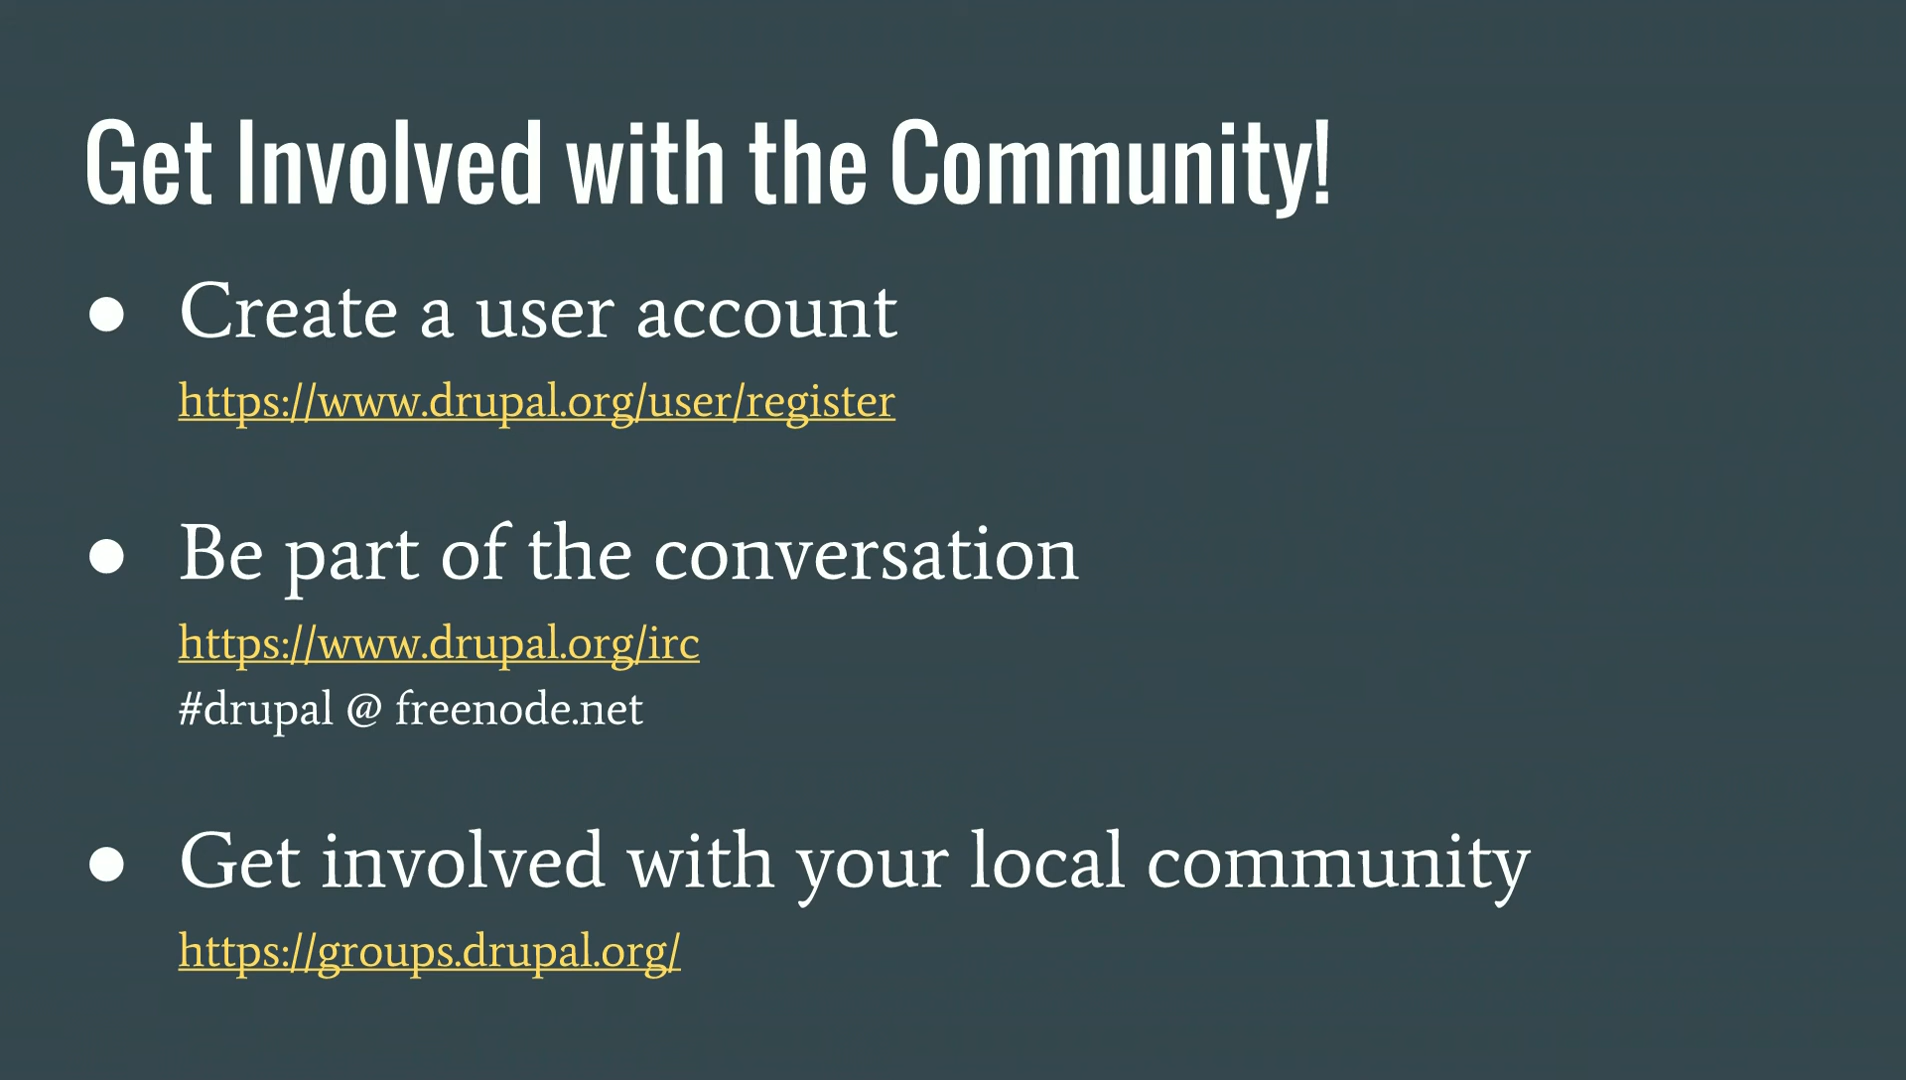 Get Involved with the Community!
● Create a user account
https://www.drupal.org/user/register
● Be part of the conversation
https://www.drupal.org/irc
#drupal @ freenode.net
● Get involved with your local community
https://groups.drupal.org/